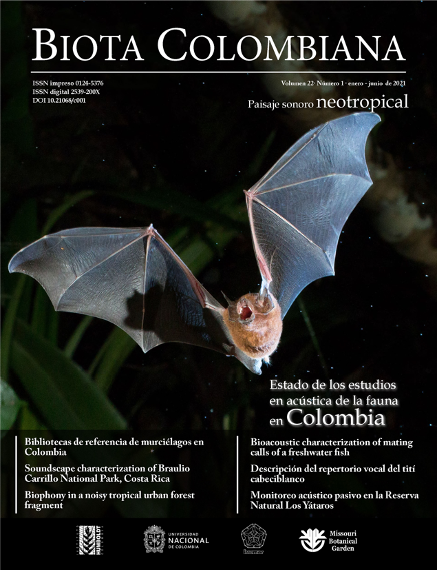 BIOTA COLOMBIANA
ISSN impreso 0124-5376
ISSN digital 2539-200X
DOI 10.21068/c001
Volumen 22 · Número 1 · enero - junio de 2021
Paisaje sonoro neotropical
Estado de los estudios
en acústica de la fauna
en Colombia
Bibliotecas de referencia de murciélagos en
Colombia
Soundscape characterization of Braulio
Carrillo National Park, Costa Rica
Biophony in a noisy tropical urban forest
fragment
Bioacoustic characterization of mating
calls of a freshwater fish
Descripción del repertorio vocal del tití
cabeciblanco
Monitoreo acústico pasivo en la Reserva
Natural Los Yátaros
HUMBOLDT
UNIVERSIDAD
NACIONAL
DE COLOMBIA
Missouri
Botanical
Garden